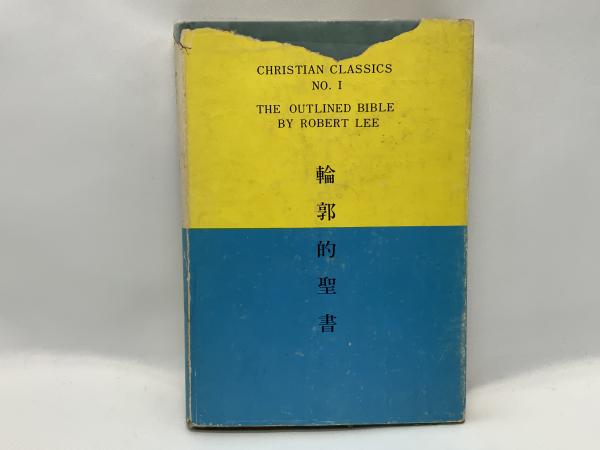 CHRISTIAN CLASSICS
NO. I
THE OUTLINED BIBLE
BY ROBERT LEE
輪郭的聖書